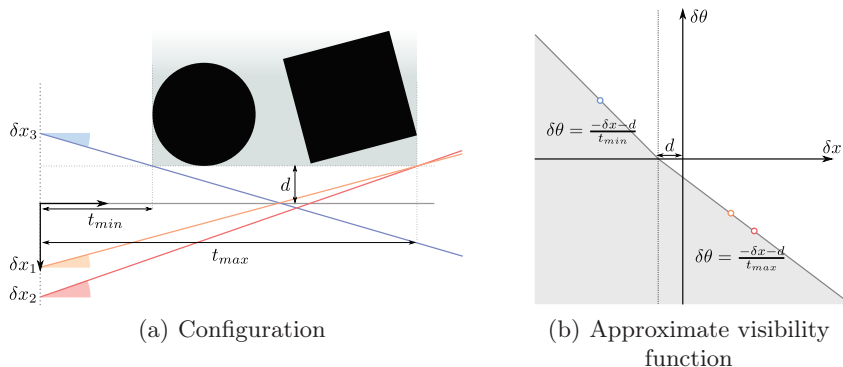 δx₃
d
t_min
t_max
δx₁
δx₂
(a) Configuration
δθ
δθ = (−δx−d)/t_min
d
δx
δθ = (−δx−d)/t_max
(b) Approximate visibility
function